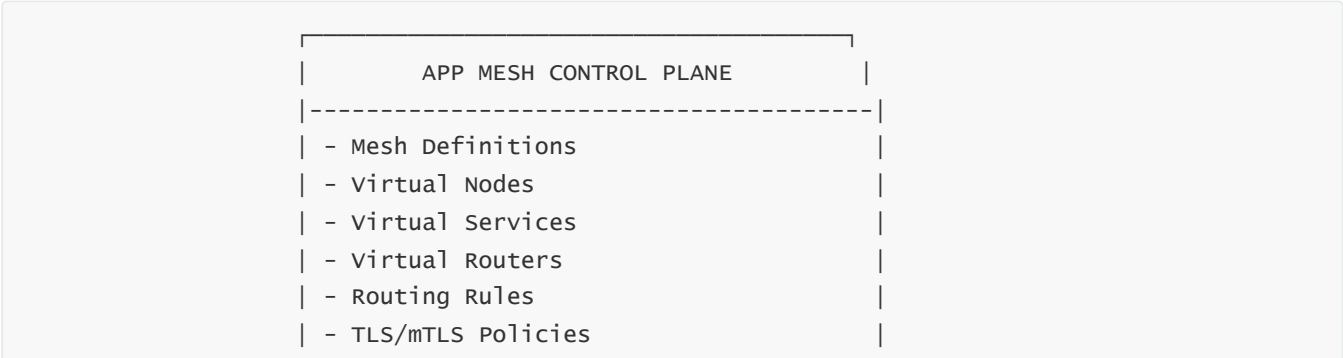 APP MESH CONTROL PLANE
|---------------------------------------|
| - Mesh Definitions |
| - Virtual Nodes |
| - Virtual Services |
| - Virtual Routers |
| - Routing Rules |
| - TLS/mTLS Policies |